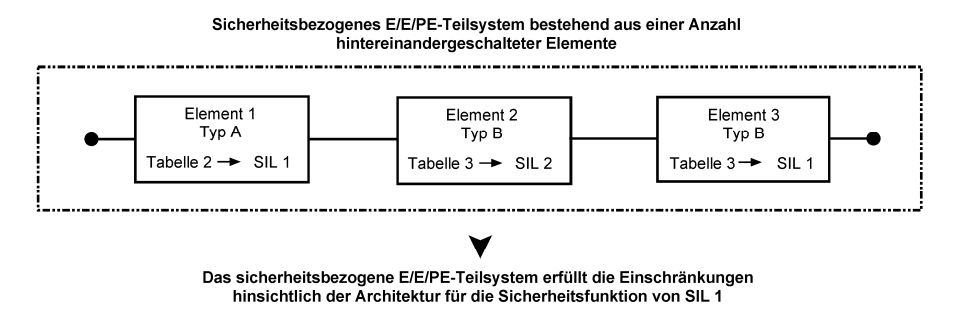 Sicherheitsbezogenes E/E/PE-Teilsystem bestehend aus einer Anzahl
hintereinandergeschalteter Elemente
Element 1
Typ A
Tabelle 2 → SIL 1
Element 2
Typ B
Tabelle 3 → SIL 2
Element 3
Typ B
Tabelle 3 → SIL 1
Das sicherheitsbezogene E/E/PE-Teilsystem erfüllt die Einschränkungen
hinsichtlich der Architektur für die Sicherheitsfunktion von SIL 1